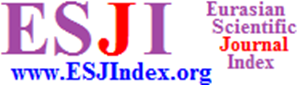 ESJI
Eurasian
Scientific
Journal
Index
www.ESJIndex.org